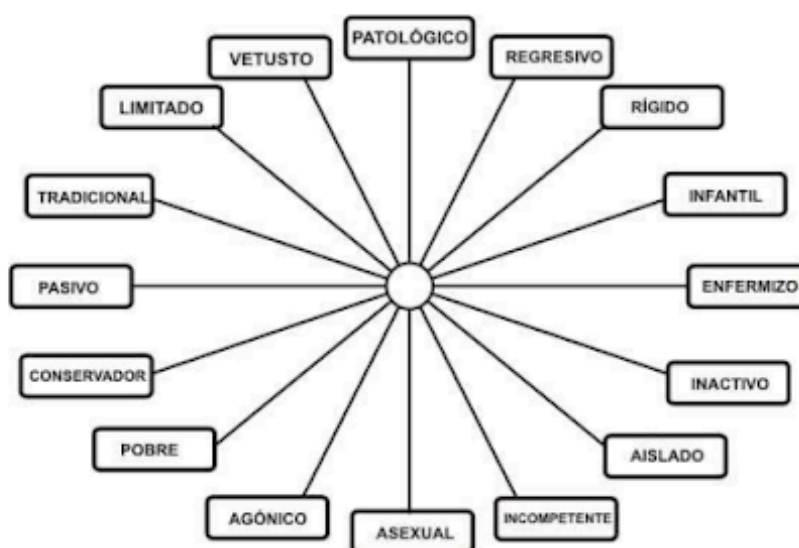 PATOLÓGICO
REGRESIVO
RÍGIDO
INFANTIL
ENFERMIZO
INACTIVO
AISLADO
INCOMPETENTE
ASEXUAL
AGÓNICO
POBRE
CONSERVADOR
PASIVO
TRADICIONAL
LIMITADO
VETUSTO